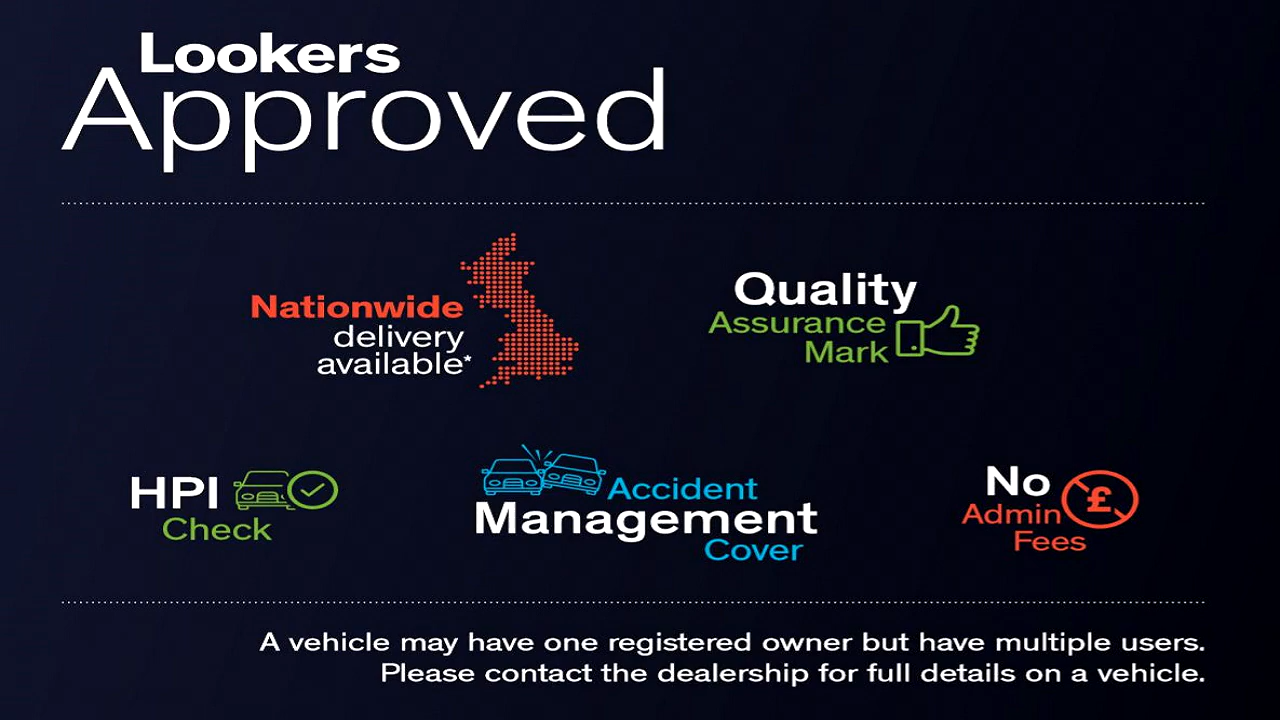 Lookers
Approved
Nationwide
delivery
available*
Quality
Assurance
Mark
HPI
Check
Accident
Management
Cover
No
£
Admin
Fees
A vehicle may have one registered owner but have multiple users.
Please contact the dealership for full details on a vehicle.